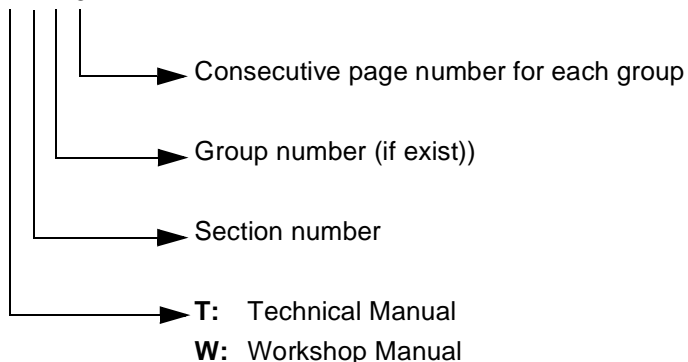 Consecutive page number for each group
Group number (if exist))
Section number
T: Technical Manual
W: Workshop Manual